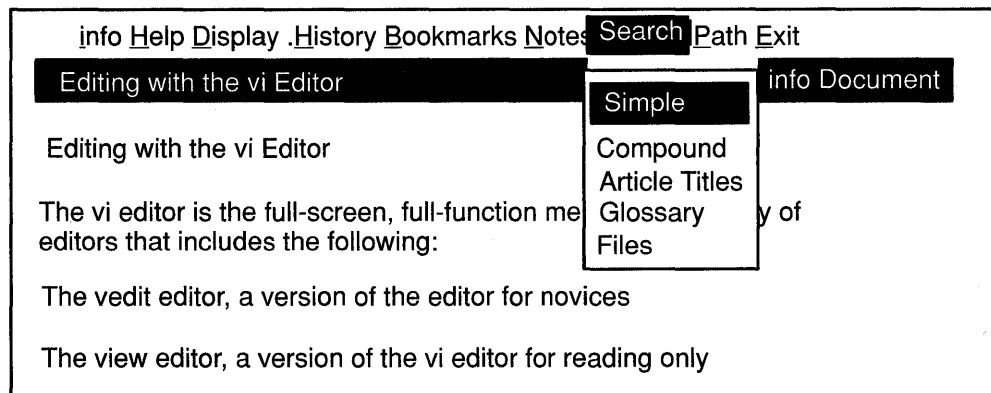 info Help Display .History Bookmarks Notes Search Path Exit
Editing with the vi Editor info Document
Simple
Editing with the vi Editor
Compound
Article Titles
The vi editor is the full-screen, full-function me y of
Glossary
editors that includes the following:
Files
The vedit editor, a version of the editor for novices
The view editor, a version of the vi editor for reading only